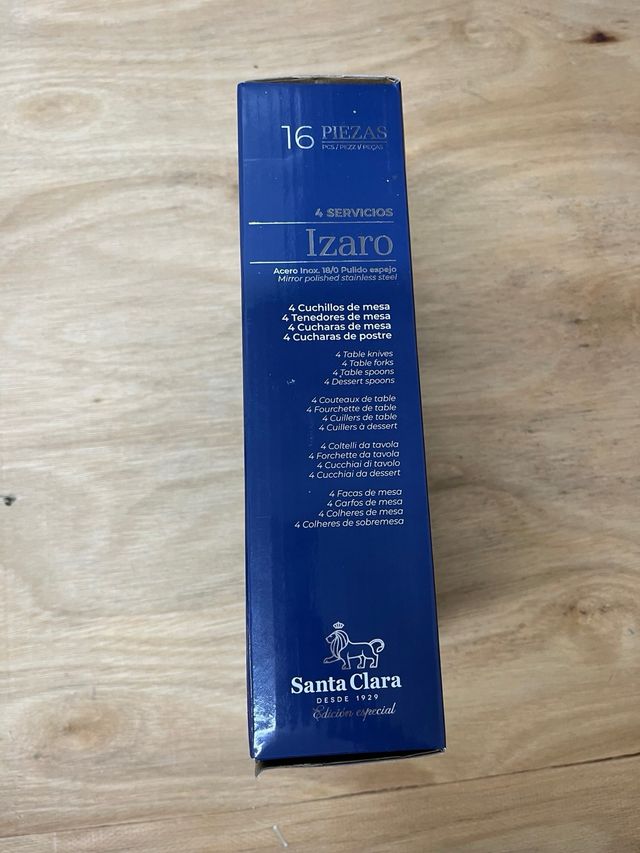 16 PIEZAS
PCS / PEZZI / PEÇAS
4 SERVICIOS
Izaro
Acero Inox. 18/0 Pulido espejo
Mirror polished stainless steel
4 Cuchillos de mesa
4 Tenedores de mesa
4 Cucharas de mesa
4 Cucharas de postre
4 Table knives
4 Table forks
4 Table spoons
4 Dessert spoons
4 Couteaux de table
4 Fourchette de table
4 Cuillers de table
4 Cuillers à dessert
4 Coltelli da tavola
4 Forchette da tavola
4 Cucchiai di tavolo
4 Cucchiai da dessert
4 Facas de mesa
4 Garfos de mesa
4 Colheres de mesa
4 Colheres de sobremesa
Santa Clara
DESDE 1929
Edición especial